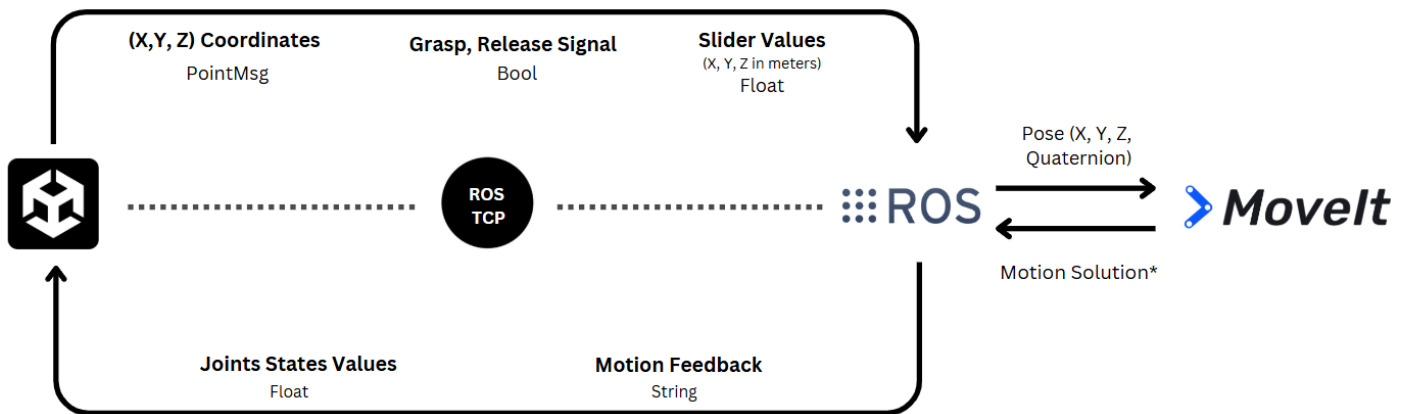 (X,Y, Z) Coordinates
PointMsg
Grasp, Release Signal
Bool
Slider Values
(X, Y, Z in meters)
Float
ROS
TCP
ROS
Pose (X, Y, Z,
Quaternion)
MoveIt
Motion Solution*
Joints States Values
Float
Motion Feedback
String